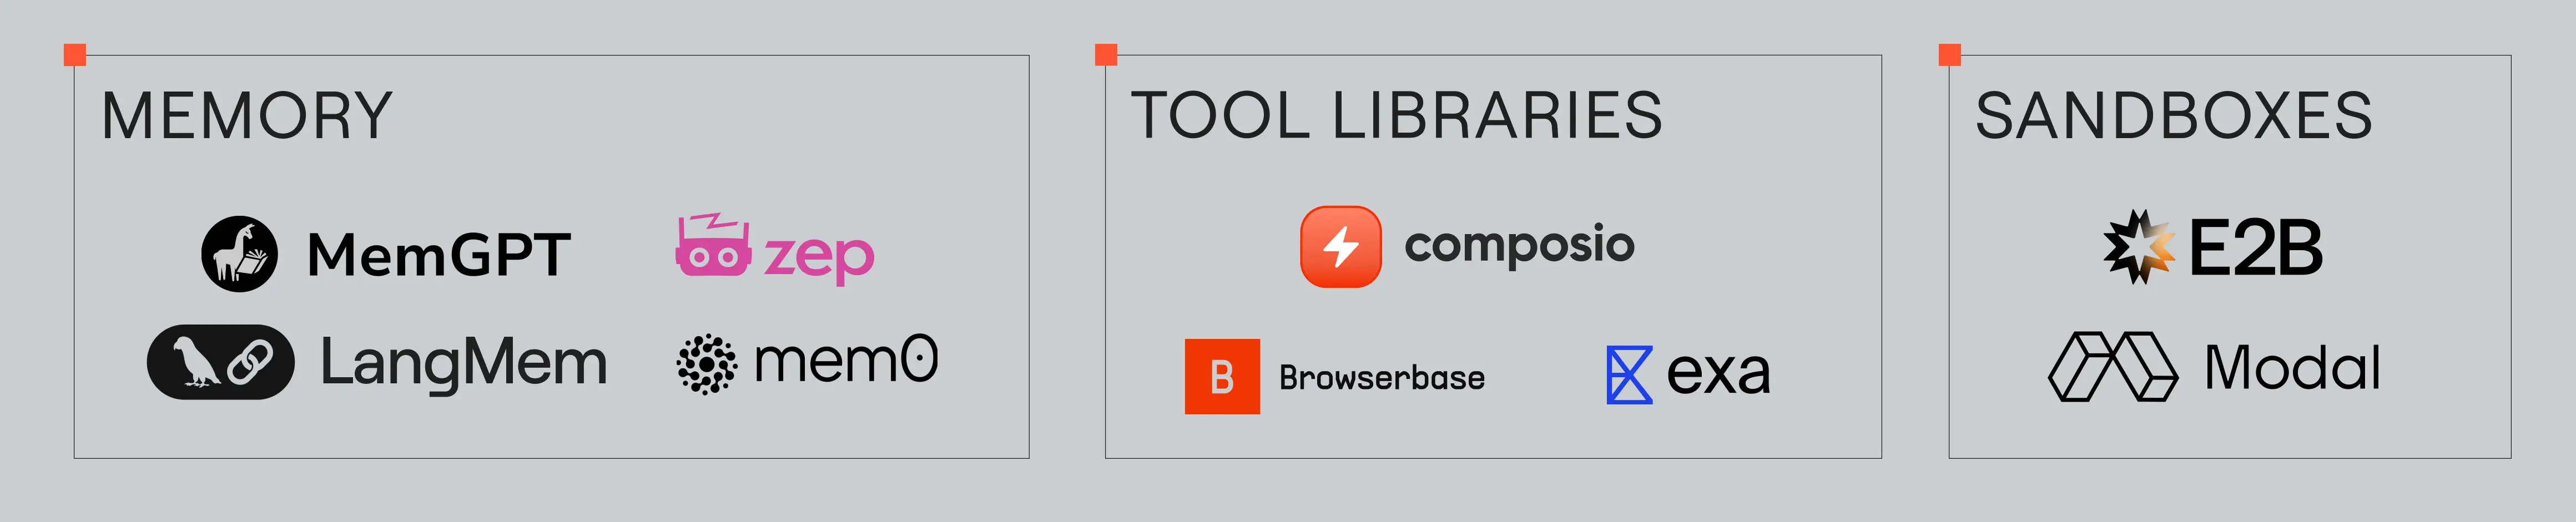 MEMORY
MemGPT
zep
LangMem
mem0
TOOL LIBRARIES
composio
B Browserbase
exa
SANDBOXES
E2B
Modal